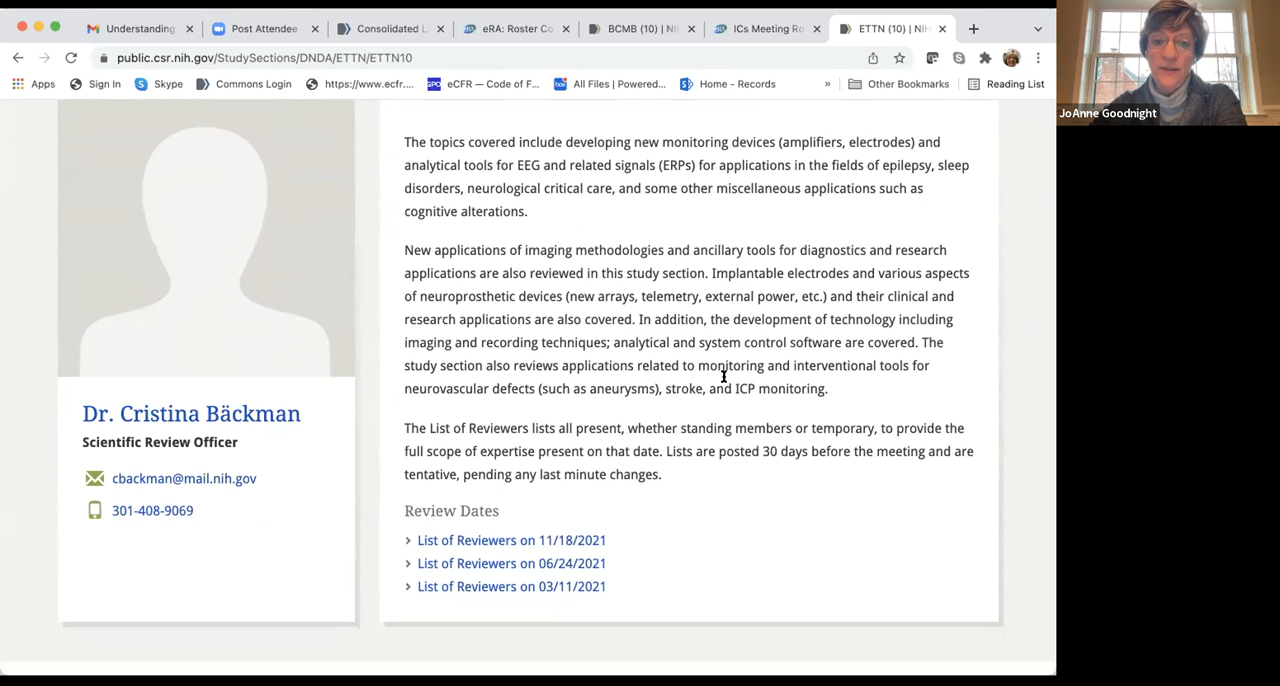 Understanding
Post Attendee
Consolidated L
eRA: Roster Co
BCMB (10) | NI
ICs Meeting Ro
ETTN (10) | NIH
public.csr.nih.gov/StudySections/DNDA/ETTN/ETTN10
Apps
Sign In
Skype
Commons Login
https://www.ecfr....
GPO
eCFR — Code of F...
box
All Files | Powered...
Home - Records
»
Other Bookmarks
Reading List
JoAnne Goodnight
The topics covered include developing new monitoring devices (amplifiers, electrodes) and
analytical tools for EEG and related signals (ERPs) for applications in the fields of epilepsy, sleep
disorders, neurological critical care, and some other miscellaneous applications such as
cognitive alterations.
New applications of imaging methodologies and ancillary tools for diagnostics and research
applications are also reviewed in this study section. Implantable electrodes and various aspects
of neuroprosthetic devices (new arrays, telemetry, external power, etc.) and their clinical and
research applications are also covered. In addition, the development of technology including
imaging and recording techniques; analytical and system control software are covered. The
study section also reviews applications related to monitoring and interventional tools for
neurovascular defects (such as aneurysms), stroke, and ICP monitoring.
The List of Reviewers lists all present, whether standing members or temporary, to provide the
full scope of expertise present on that date. Lists are posted 30 days before the meeting and are
tentative, pending any last minute changes.
Review Dates
List of Reviewers on 11/18/2021
List of Reviewers on 06/24/2021
List of Reviewers on 03/11/2021
Dr. Cristina Bäckman
Scientific Review Officer
cbackman@mail.nih.gov
301-408-9069